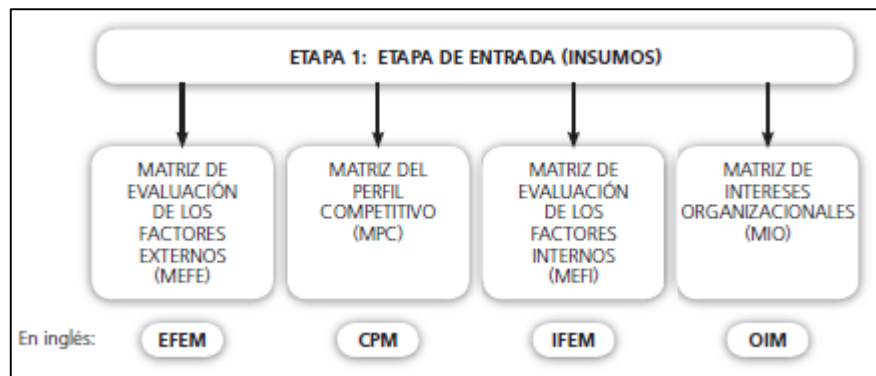 ETAPA 1: ETAPA DE ENTRADA (INSUMOS)
MATRIZ DE
EVALUACIÓN
DE LOS
FACTORES
EXTERNOS
(MEFE)
MATRIZ DEL
PERFIL
COMPETITIVO
(MPC)
MATRIZ DE
EVALUACIÓN
DE LOS
FACTORES
INTERNOS
(MEFI)
MATRIZ DE
INTERESES
ORGANIZACIONALES
(MIO)
En inglés:
EFEM
CPM
IFEM
OIM